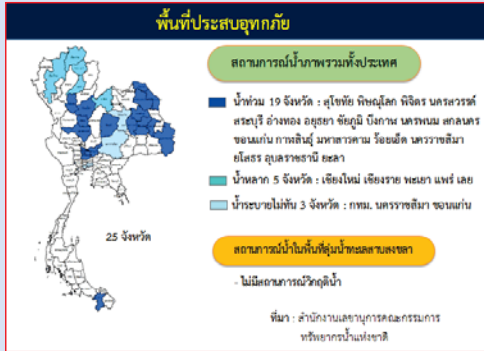 พื้นที่ประสบอุทกภัย
สถานการณ์น้ำภาพรวมทั้งประเทศ
น้ำท่วม 19 จังหวัด : สุโขทัย พิษณุโลก พิจิตร นครสวรรค์
สระบุรี อ่างทอง อยุธยา ชัยภูมิ บึงกาฬ นครพนม สกลนคร
ขอนแก่น กาฬสินธุ์ มหาสารคาม ร้อยเอ็ด นครราชสีมา
ยโสธร อุบลราชธานี ยะลา
น้ำหลาก 5 จังหวัด : เชียงใหม่ เชียงราย พะเยา แพร่ เลย
น้ำระบายไม่ทัน 3 จังหวัด : กทม. นครราชสีมา ขอนแก่น
25 จังหวัด
สถานการณ์น้ำในพื้นที่ลุ่มน้ำทะเลสาบสงขลา
- ไม่มีสถานการณ์วิกฤติน้ำ
ที่มา : สำนักงานเลขานุการคณะกรรมการ
ทรัพยากรน้ำแห่งชาติ